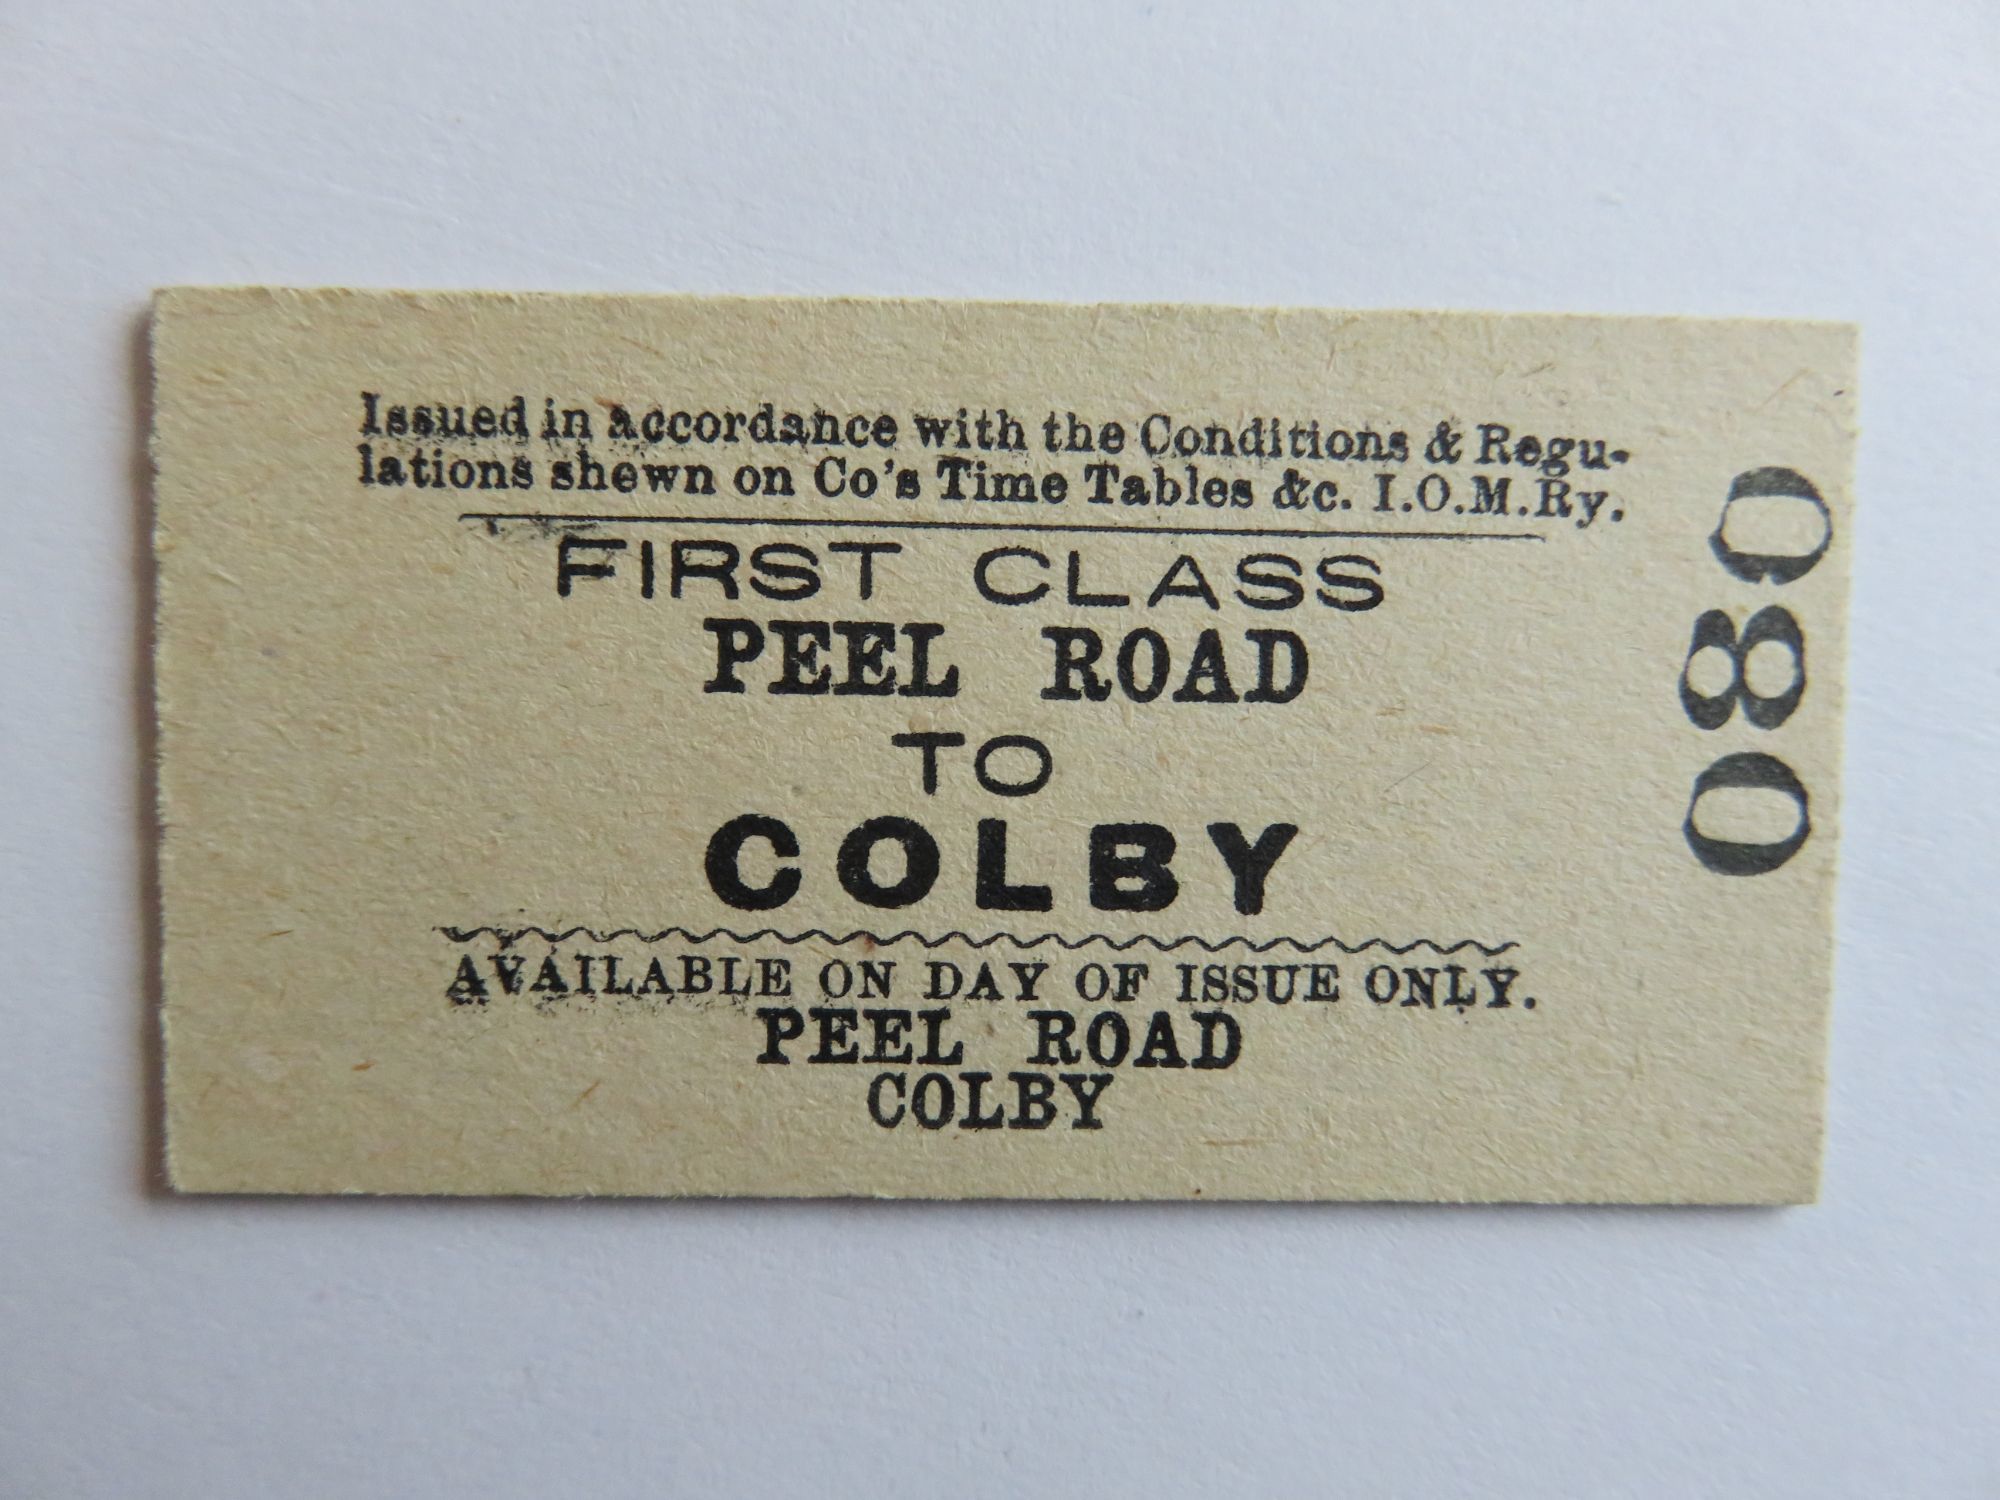 Issued in accordance with the Conditions & Regu-
lations shewn on Co's Time Tables &c. I.O.M.Ry.
FIRST CLASS
PEEL ROAD
TO
COLBY
AVAILABLE ON DAY OF ISSUE ONLY.
PEEL ROAD
COLBY
080